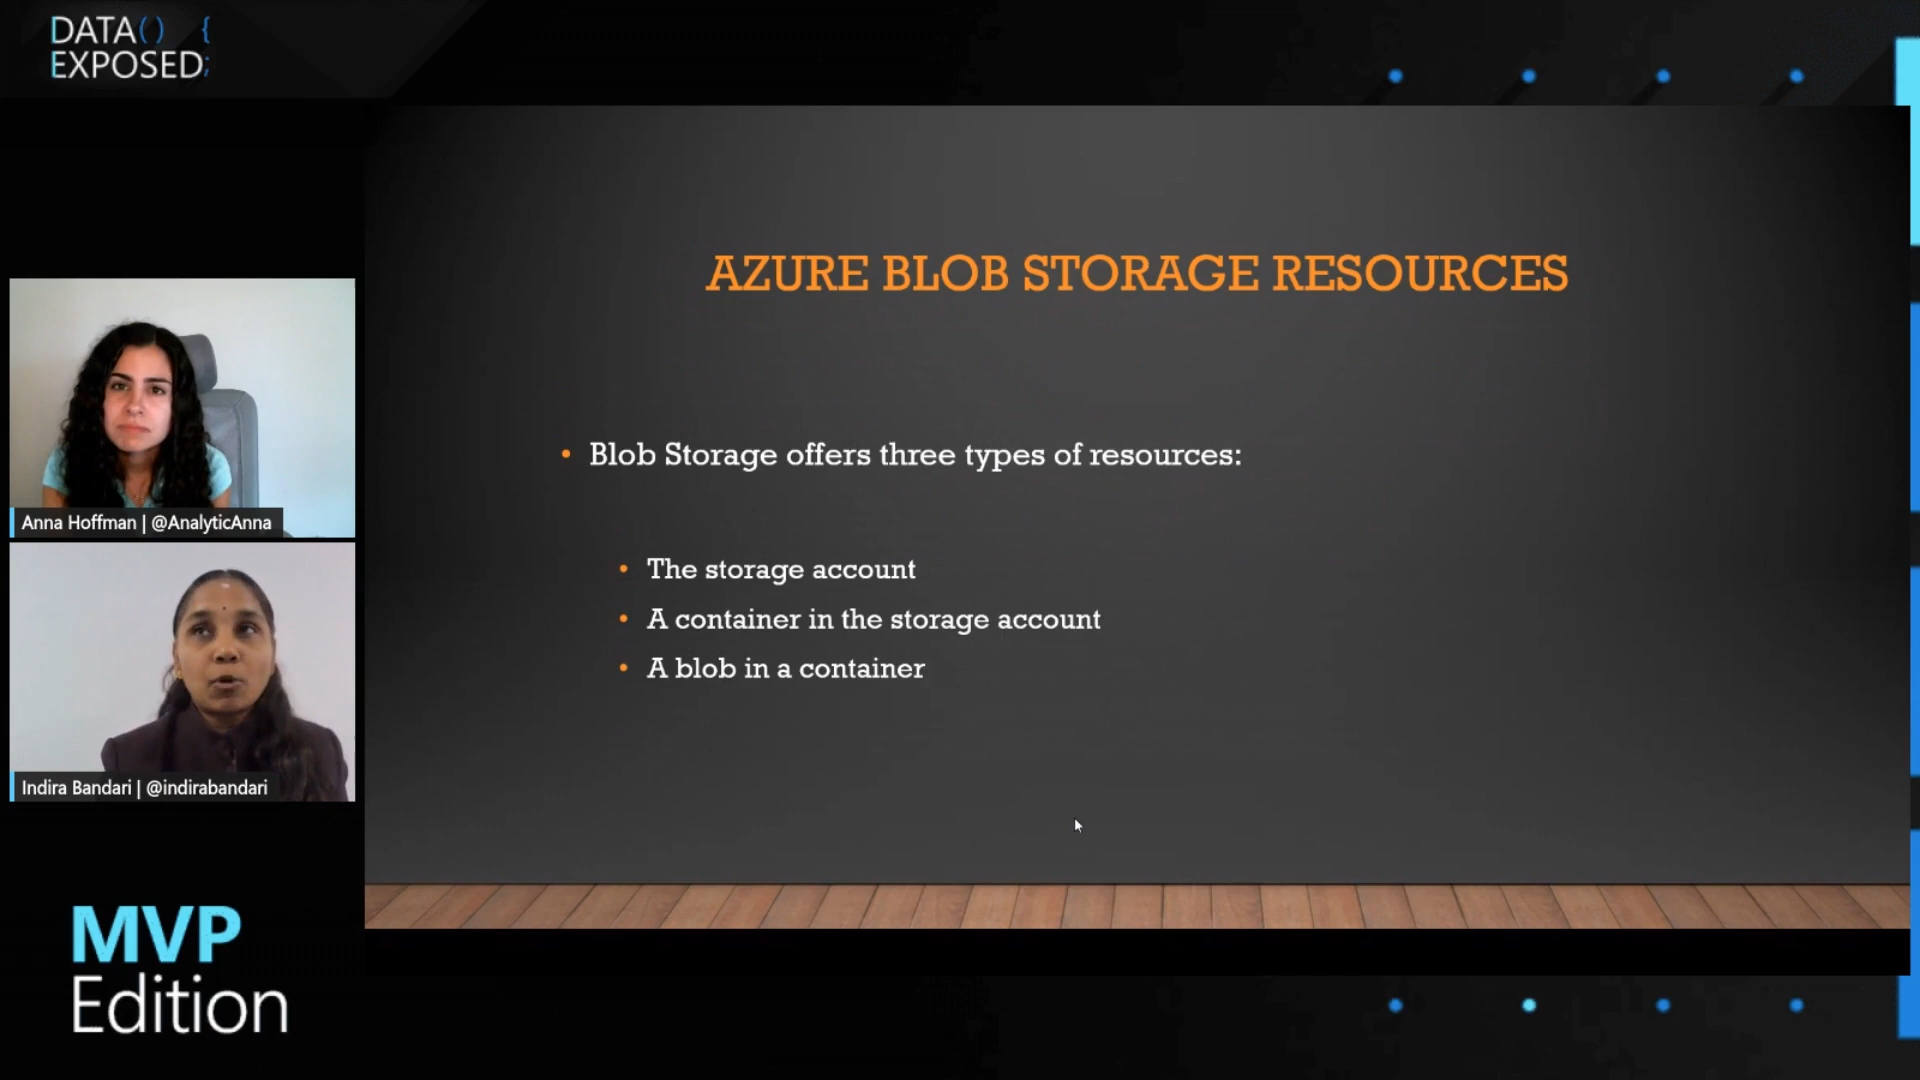 DATA() {
EXPOSED;
AZURE BLOB STORAGE RESOURCES
• Blob Storage offers three types of resources:
• The storage account
• A container in the storage account
• A blob in a container
Anna Hoffman | @AnalyticAnna
Indira Bandari | @indirabandari
MVP
Edition